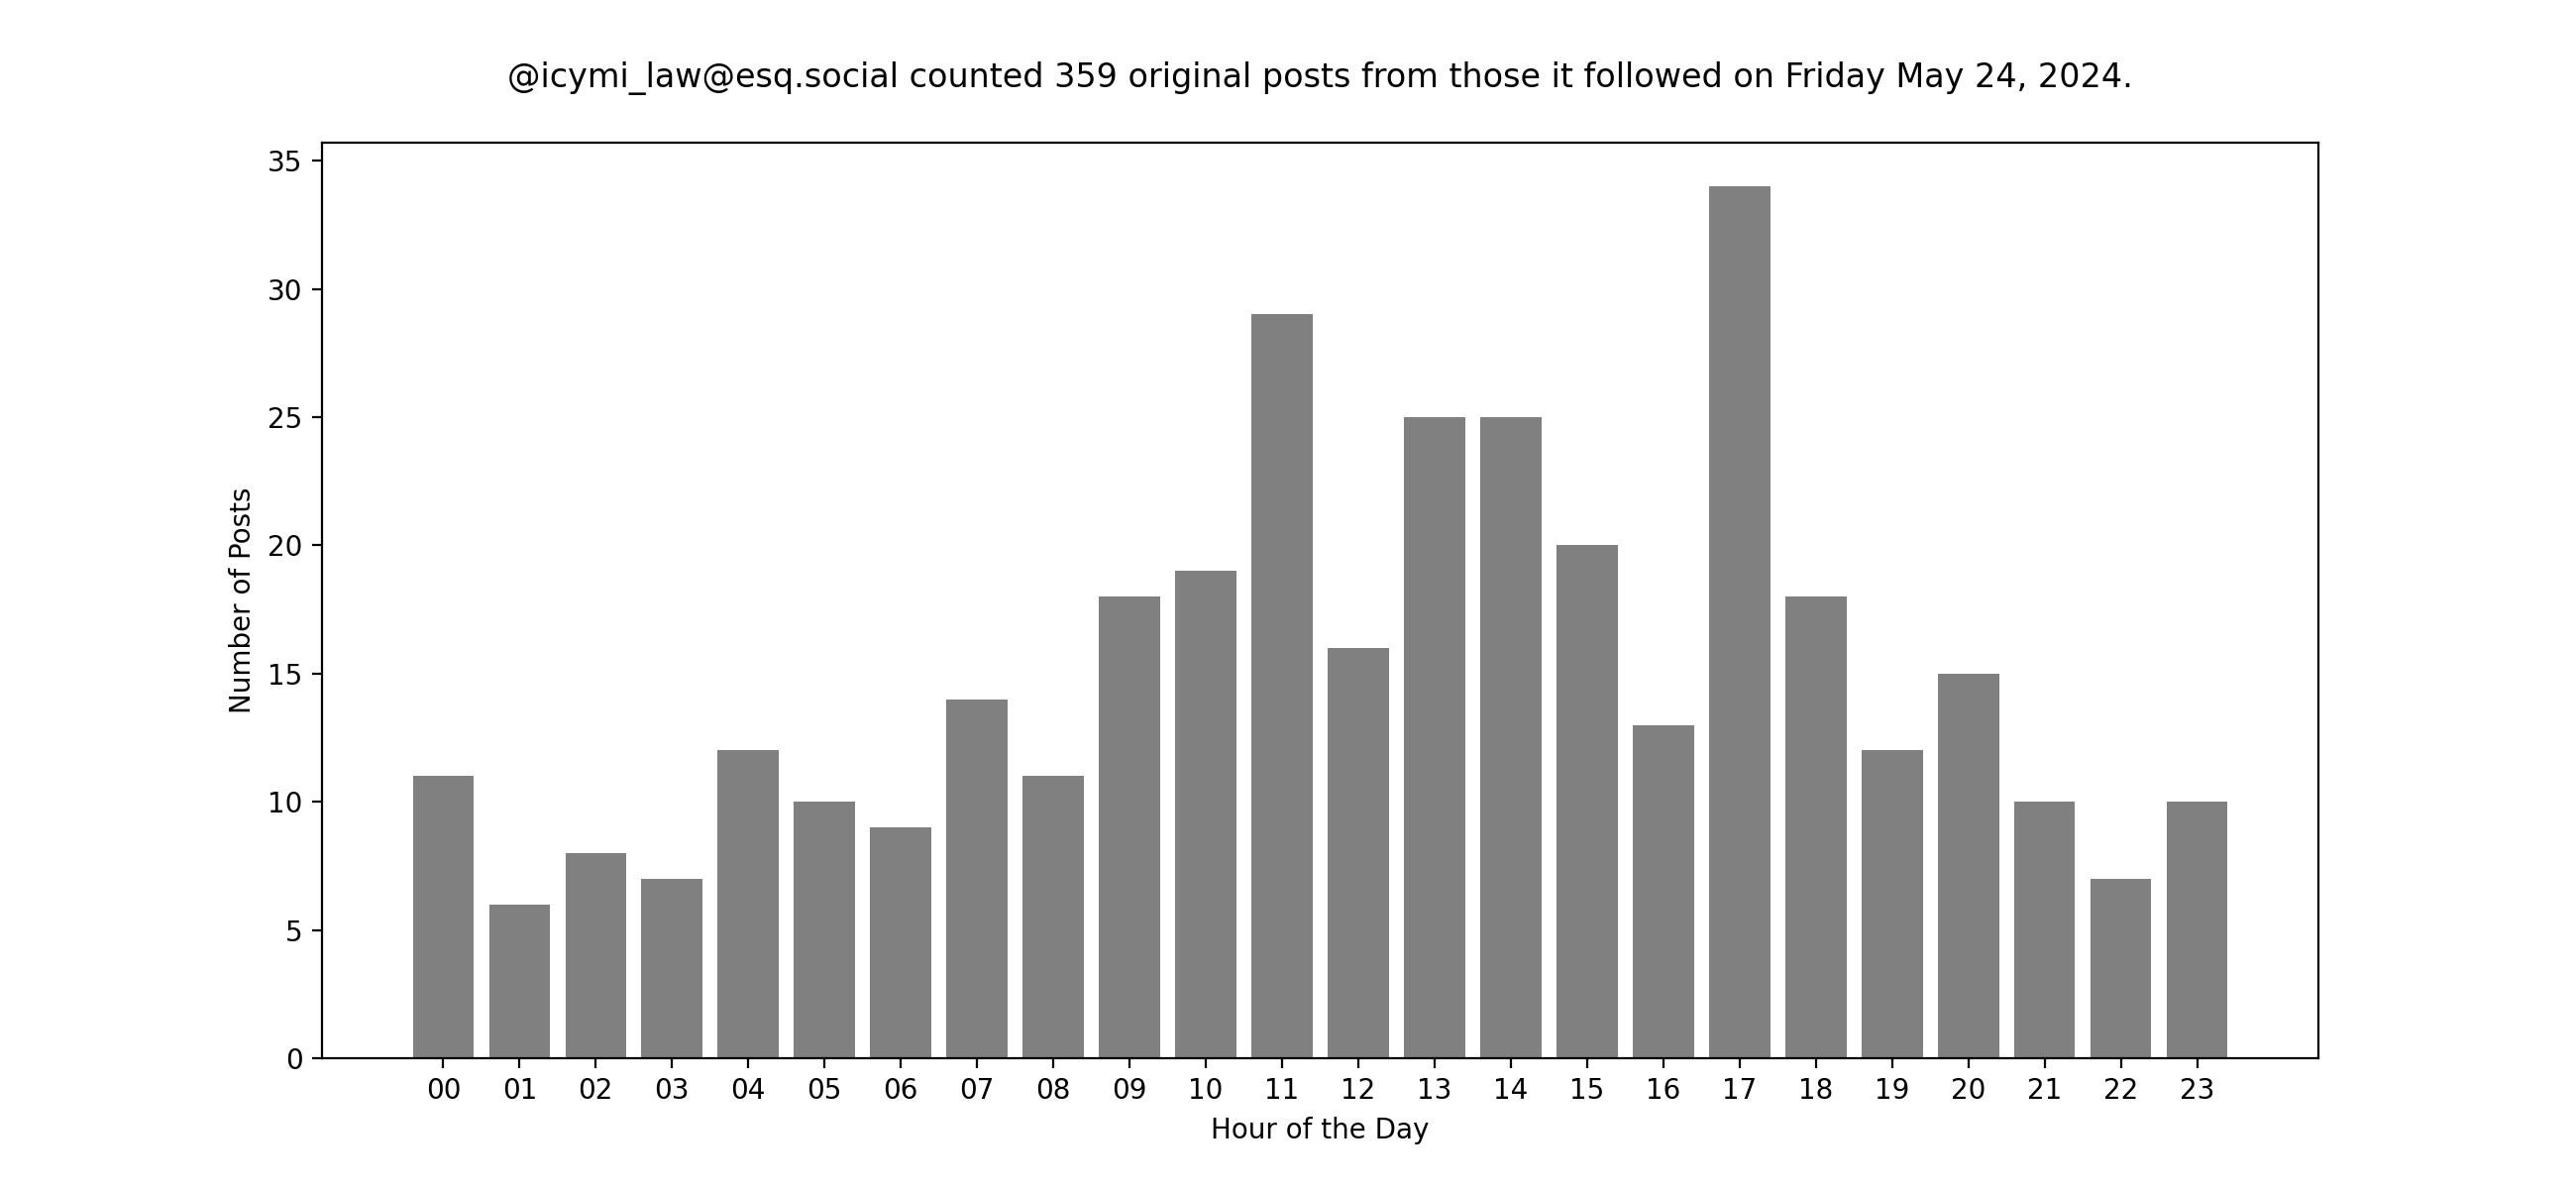 @icymi_law@esq.social counted 359 original posts from those it followed on Friday May 24, 2024.
35
30
25
20
15
10
5
0
Number of Posts
00 01 02 03 04 05 06 07 08 09 10 11 12 13 14 15 16 17 18 19 20 21 22 23
Hour of the Day